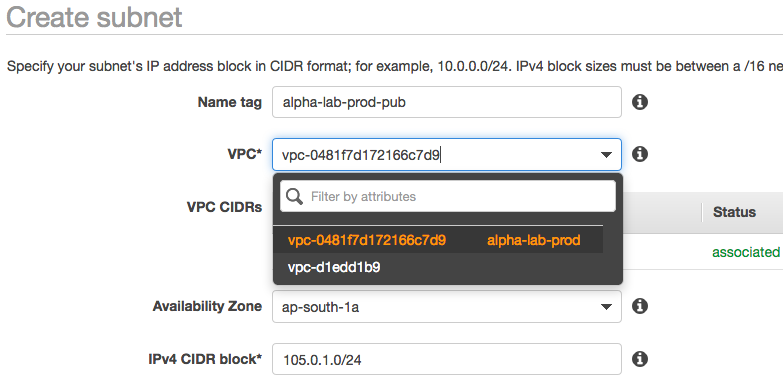 Create subnet
Specify your subnet's IP address block in CIDR format; for example, 10.0.0.0/24. IPv4 block sizes must be between a /16 ne
Name tag alpha-lab-prod-pub
VPC* vpc-0481f7d172166c7d9
Filter by attributes
VPC CIDRs Status
vpc-0481f7d172166c7d9 alpha-lab-prod
associated
vpc-d1edd1b9
Availability Zone ap-south-1a
IPv4 CIDR block* 105.0.1.0/24